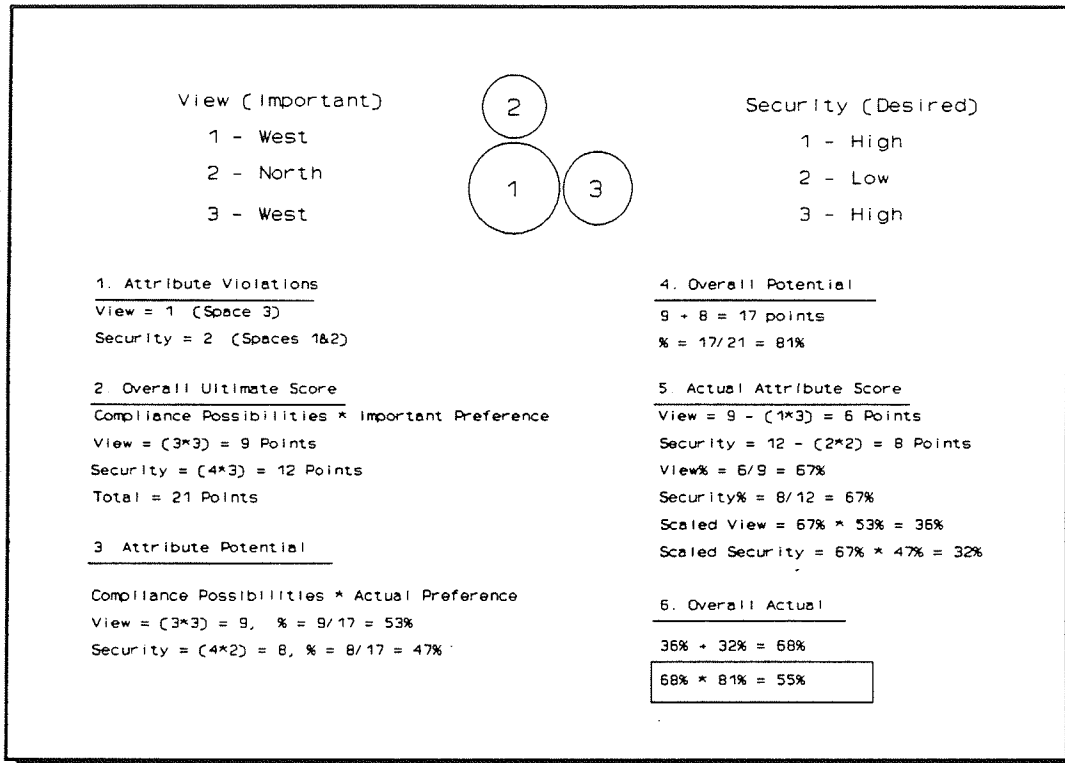 View (Important)
1 - West
2 - North
3 - West
2
1
3
Security (Desired)
1 - High
2 - Low
3 - High
1. Attribute Violations
View = 1 (Space 3)
Security = 2 (Spaces 1&2)
2. Overall Ultimate Score
Compliance Possibilities * Important Preference
View = (3*3) = 9 Points
Security = (4*3) = 12 Points
Total = 21 Points
3 Attribute Potential
Compliance Possibilities * Actual Preference
View = (3*3) = 9, % = 9/17 = 53%
Security = (4*2) = 8, % = 8/17 = 47%
4. Overall Potential
9 + 8 = 17 points
% = 17/21 = 81%
5. Actual Attribute Score
View = 9 - (1*3) = 6 Points
Security = 12 - (2*2) = 8 Points
View% = 6/9 = 67%
Security% = 8/12 = 67%
Scaled View = 67% * 53% = 36%
Scaled Security = 67% * 47% = 32%
6. Overall Actual
36% + 32% = 68%
68% * 81% = 55%